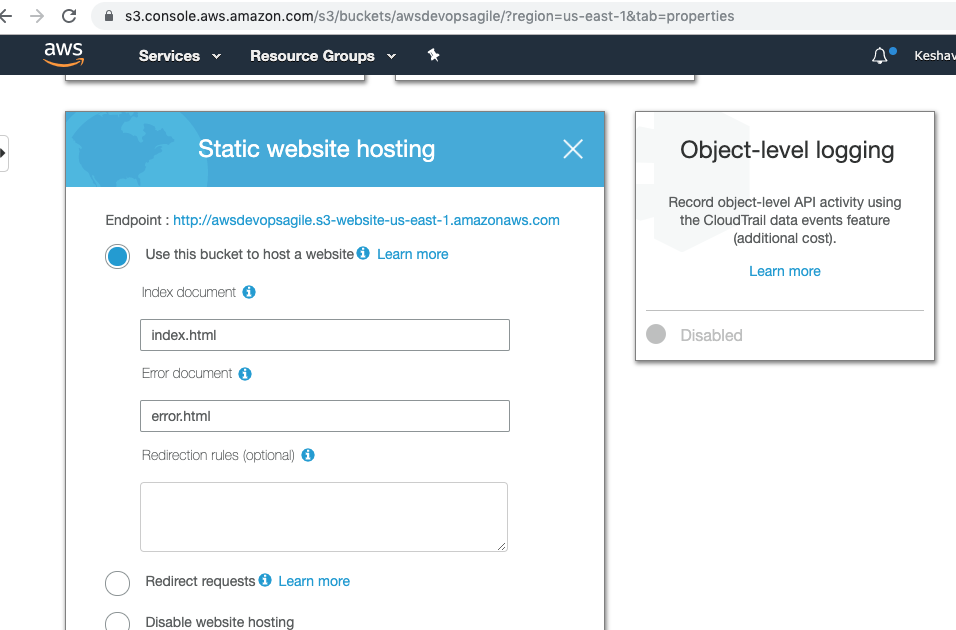 s3.console.aws.amazon.com/s3/buckets/awsdevopsagile/?region=us-east-1&tab=properties
aws
Services
Resource Groups
Keshav
Static website hosting
Endpoint : http://awsdevopsagile.s3-website-us-east-1.amazonaws.com
Use this bucket to host a website Learn more
Index document
index.html
Error document
error.html
Redirection rules (optional)
Redirect requests Learn more
Disable website hosting
Object-level logging
Record object-level API activity using
the CloudTrail data events feature
(additional cost).
Learn more
Disabled